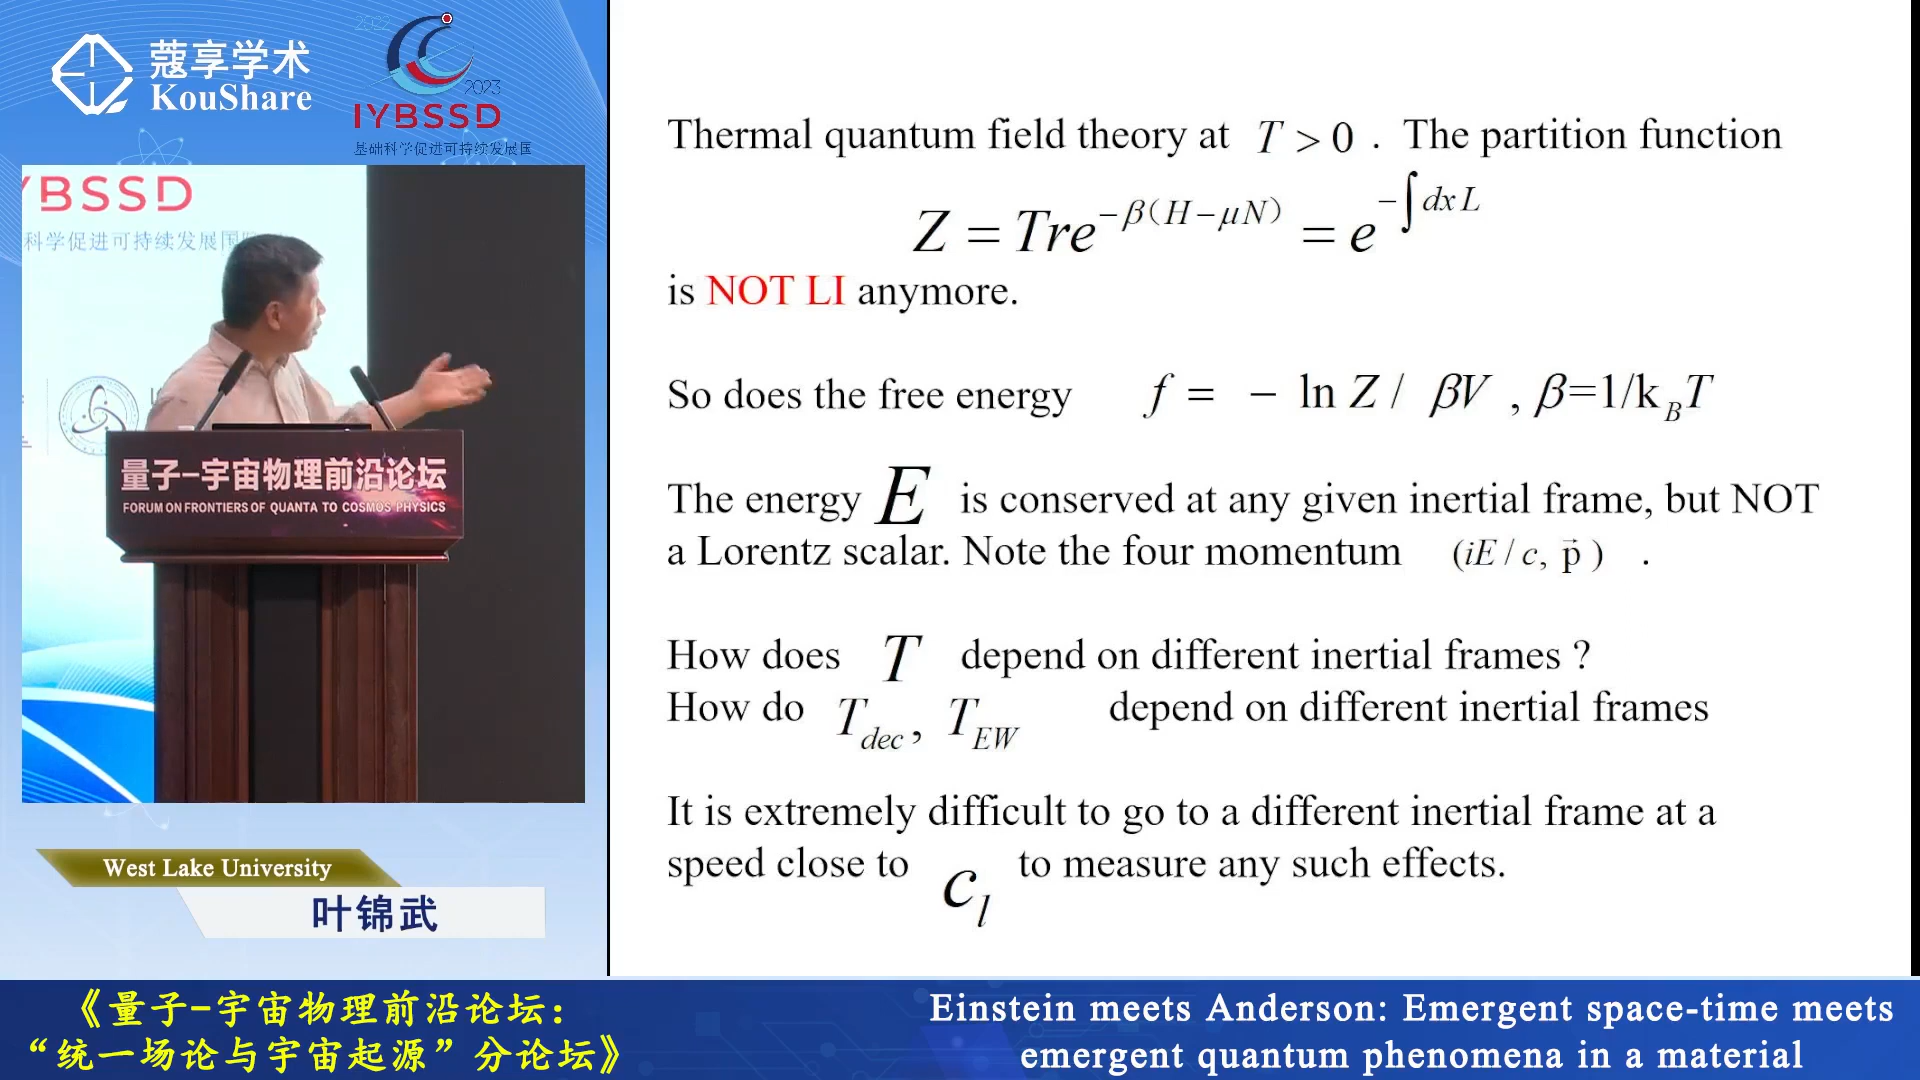 蔻享学术
KouShare
2022
2023
IYBSSD
基础科学促进可持续发展国
YBSSD
科学促进可持续发展国
量子-宇宙物理前沿论坛
FORUM ON FRONTIERS OF QUANTA TO COSMOS PHYSICS
West Lake University
叶锦武
Thermal quantum field theory at T > 0 . The partition function
Z = Tre^{-β(H-μN)} = e^{-∫dxL}
is NOT LI anymore.
So does the free energy f = - ln Z / βV , β=1/k_B T
The energy E is conserved at any given inertial frame, but NOT
a Lorentz scalar. Note the four momentum (iE / c, p⃗ ) .
How does T depend on different inertial frames ?
How do T_dec , T_EW depend on different inertial frames
It is extremely difficult to go to a different inertial frame at a
speed close to c_l to measure any such effects.
《量子-宇宙物理前沿论坛:
“统一场论与宇宙起源”分论坛》
Einstein meets Anderson: Emergent space-time meets
emergent quantum phenomena in a material